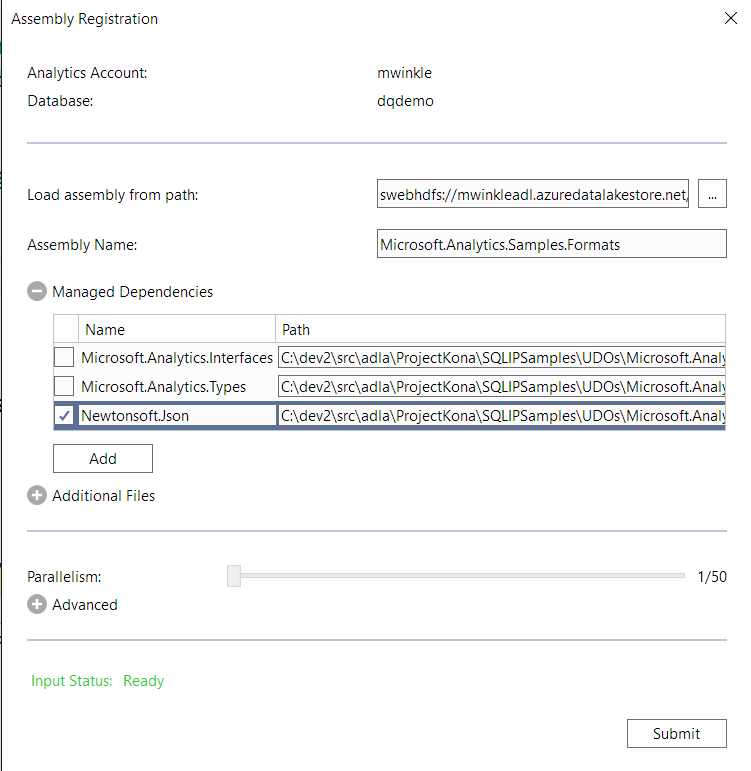 Assembly Registration
Analytics Account: mwinkle
Database: dqdemo
Load assembly from path: swebhdfs://mwinkleadl.azuredatalakestore.net/ ...
Assembly Name: Microsoft.Analytics.Samples.Formats
Managed Dependencies
Name Path
Microsoft.Analytics.Interfaces C:\dev2\src\adla\ProjectKona\SQLIPSamples\UDOs\Microsoft.Analy
Microsoft.Analytics.Types C:\dev2\src\adla\ProjectKona\SQLIPSamples\UDOs\Microsoft.Analy
Newtonsoft.Json C:\dev2\src\adla\ProjectKona\SQLIPSamples\UDOs\Microsoft.Analy
Add
Additional Files
Parallelism: 1/50
Advanced
Input Status: Ready
Submit